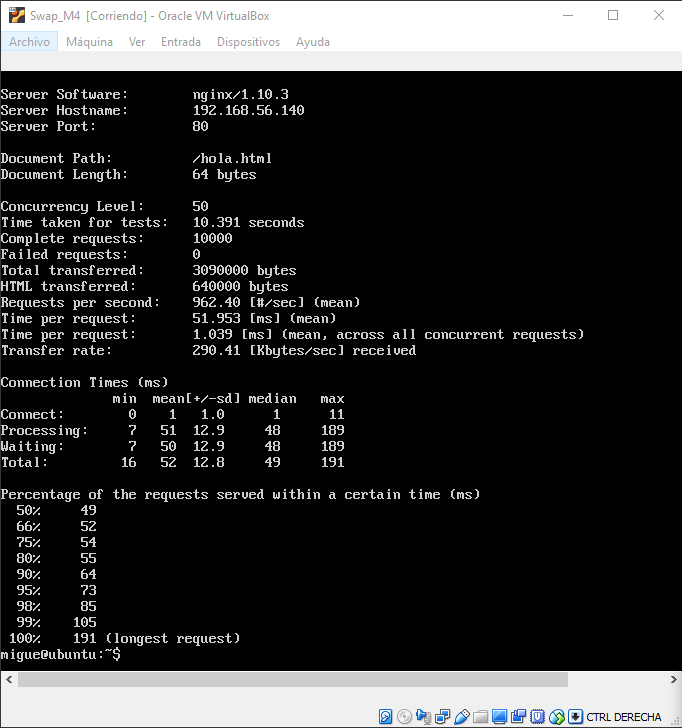 Swap_M4 [Corriendo] - Oracle VM VirtualBox
Archivo Máquina Ver Entrada Dispositivos Ayuda
Server Software:        nginx/1.10.3
Server Hostname:        192.168.56.140
Server Port:            80
Document Path:          /hola.html
Document Length:        64 bytes
Concurrency Level:      50
Time taken for tests:   10.391 seconds
Complete requests:      10000
Failed requests:        0
Total transferred:      3090000 bytes
HTML transferred:       640000 bytes
Requests per second:    962.40 [#/sec] (mean)
Time per request:       51.953 [ms] (mean)
Time per request:       1.039 [ms] (mean, across all concurrent requests)
Transfer rate:          290.41 [Kbytes/sec] received
Connection Times (ms)
              min  mean[+/-sd] median   max
Connect:        0    1   1.0      1      11
Processing:     7   51  12.9     48     189
Waiting:        7   50  12.9     48     189
Total:         16   52  12.8     49     191
Percentage of the requests served within a certain time (ms)
  50%     49
  66%     52
  75%     54
  80%     55
  90%     64
  95%     73
  98%     85
  99%    105
 100%    191 (longest request)
migue@ubuntu:~$
CTRL DERECHA